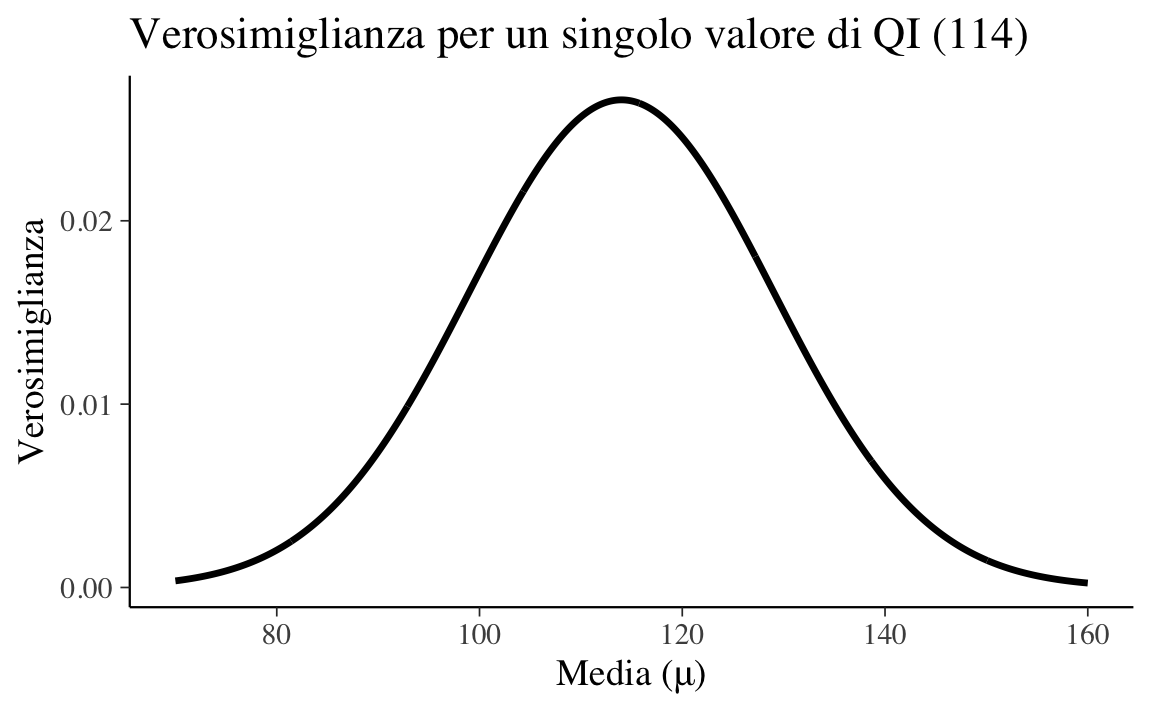 Verosimiglianza per un singolo valore di QI (114)
Verosimiglianza
0.02
0.01
0.00
80 100 120 140 160
Media (μ)